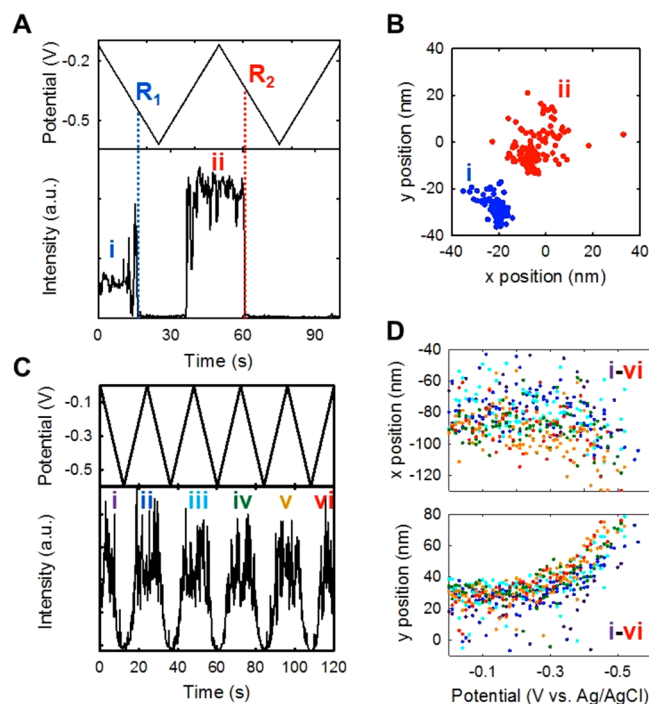 A
Potential (V)
-0.2
-0.5
R1
R2
Intensity (a.u.)
i
ii
0
30
60
90
Time (s)
B
y position (nm)
40
20
0
-20
-40
ii
i
-40
-20
0
20
40
x position (nm)
C
Potential (V)
-0.1
-0.3
-0.5
Intensity (a.u.)
i
ii
iii
iv
v
vi
0
20
40
60
80
100
120
Time (s)
D
x position (nm)
-40
-60
-80
-100
-120
i-vi
y position (nm)
80
60
40
20
0
i-vi
-0.1
-0.3
-0.5
Potential (V vs. Ag/AgCl)